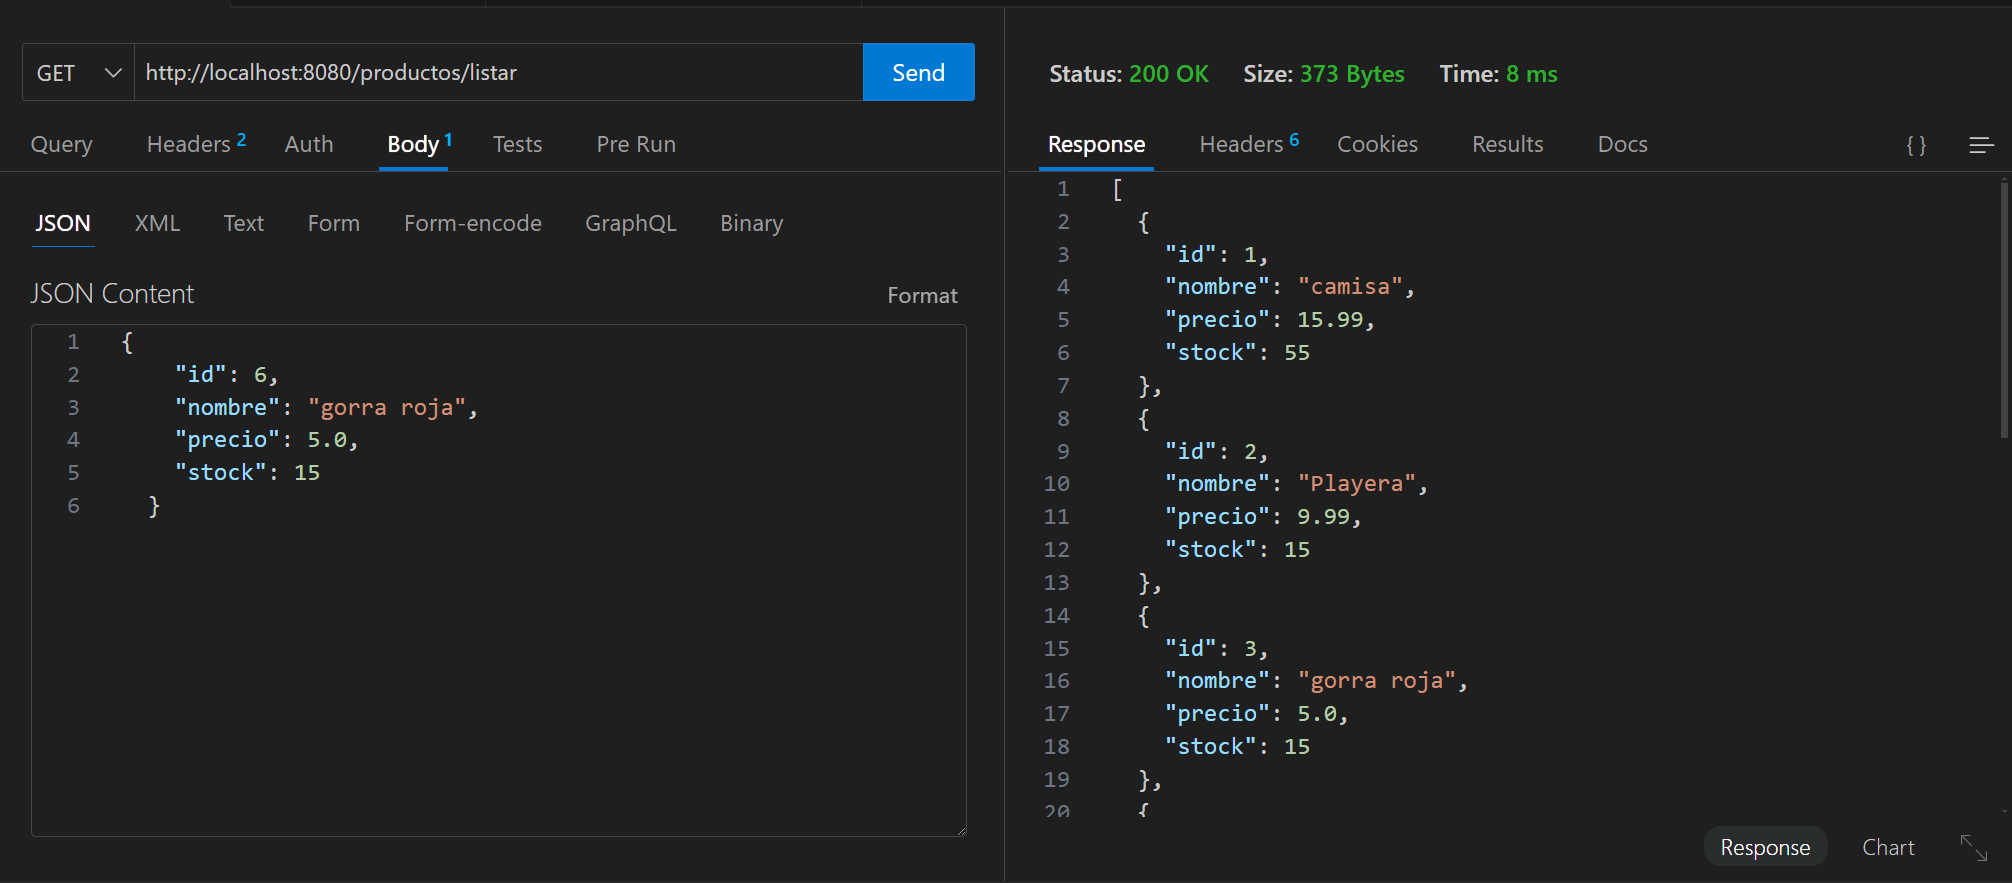 GET http://localhost:8080/productos/listar Send
Query Headers 2 Auth Body 1 Tests Pre Run
JSON XML Text Form Form-encode GraphQL Binary
JSON Content Format
1 {
2 "id": 6,
3 "nombre": "gorra roja",
4 "precio": 5.0,
5 "stock": 15
6 }
Status: 200 OK Size: 373 Bytes Time: 8 ms
Response Headers 6 Cookies Results Docs { }
1 [
2 {
3 "id": 1,
4 "nombre": "camisa",
5 "precio": 15.99,
6 "stock": 55
7 },
8 {
9 "id": 2,
10 "nombre": "Playera",
11 "precio": 9.99,
12 "stock": 15
13 },
14 {
15 "id": 3,
16 "nombre": "gorra roja",
17 "precio": 5.0,
18 "stock": 15
19 },
20 {
Response Chart